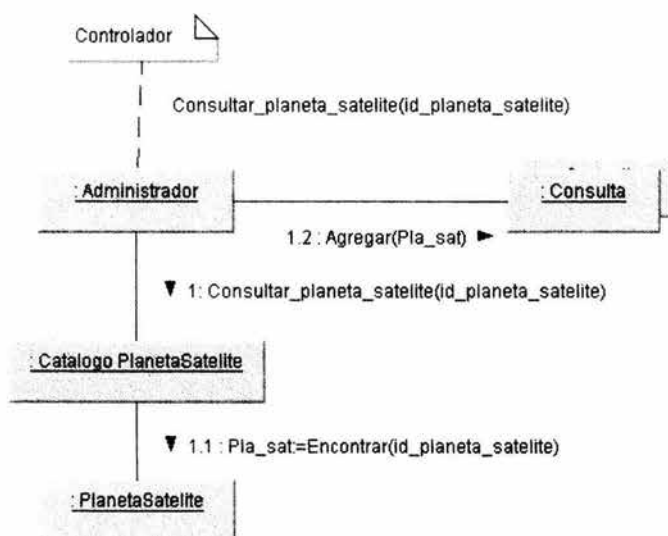 Controlador
Consultar_planeta_satelite(id_planeta_satelite)
: Administrador
: Consulta
1.2 : Agregar(Pla_sat)
1: Consultar_planeta_satelite(id_planeta_satelite)
: Catalogo PlanetaSatelite
1.1 : Pla_sat:=Encontrar(id_planeta_satelite)
: PlanetaSatelite